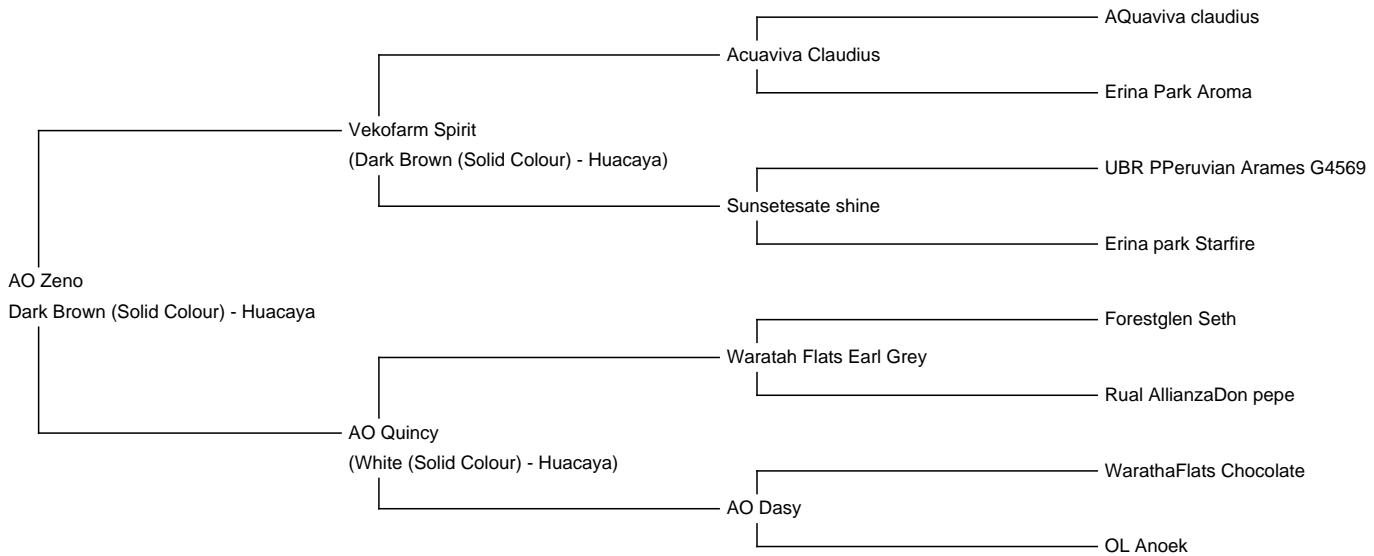 AQuaviva claudius
Acuaviva Claudius
Erina Park Aroma
Vekofarm Spirit
(Dark Brown (Solid Colour) - Huacaya)
UBR PPeruvian Arames G4569
Sunsetesate shine
Erina park Starfire
AO Zeno
Dark Brown (Solid Colour) - Huacaya
Forestglen Seth
Waratah Flats Earl Grey
Rual AllianzaDon pepe
AO Quincy
(White (Solid Colour) - Huacaya)
WarathaFlats Chocolate
AO Dasy
OL Anoek